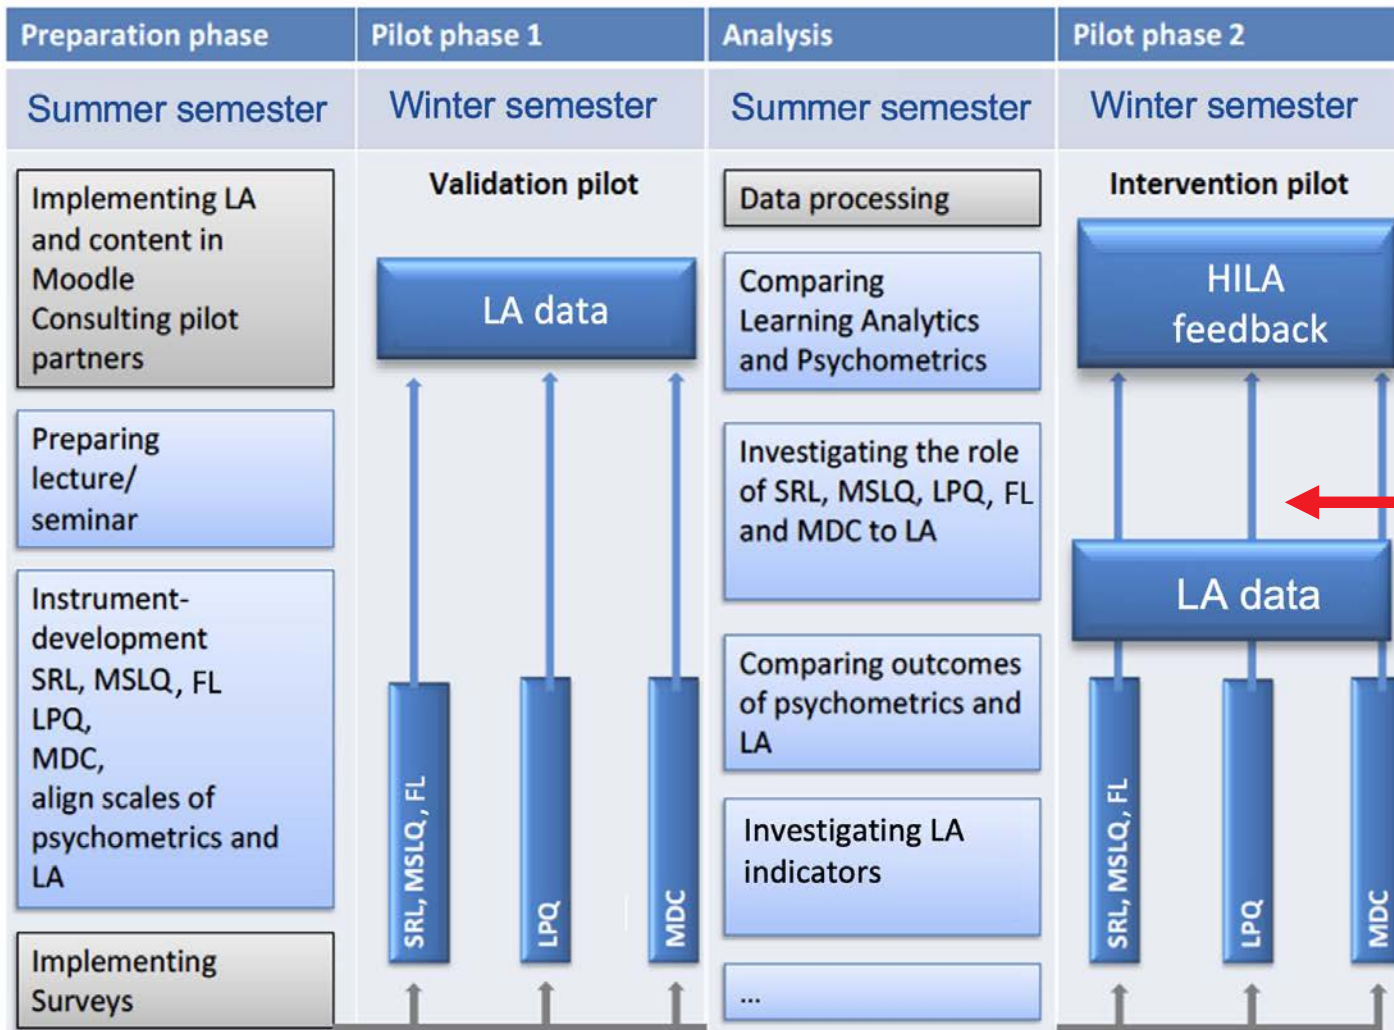 Preparation phase
Pilot phase 1
Analysis
Pilot phase 2
Summer semester
Winter semester
Summer semester
Winter semester
Implementing LA
and content in
Moodle
Consulting pilot
partners
Preparing
lecture/
seminar
Instrument-
development
SRL, MSLQ, FL
LPQ,
MDC,
align scales of
psychometrics and
LA
Implementing
Surveys
Validation pilot
LA data
SRL, MSLQ, FL
LPQ
MDC
Data processing
Comparing
Learning Analytics
and Psychometrics
Investigating the role
of SRL, MSLQ, LPQ, FL
and MDC to LA
Comparing outcomes
of psychometrics and
LA
Investigating LA
indicators
...
Intervention pilot
HILA
feedback
LA data
SRL, MSLQ, FL
LPQ
MDC